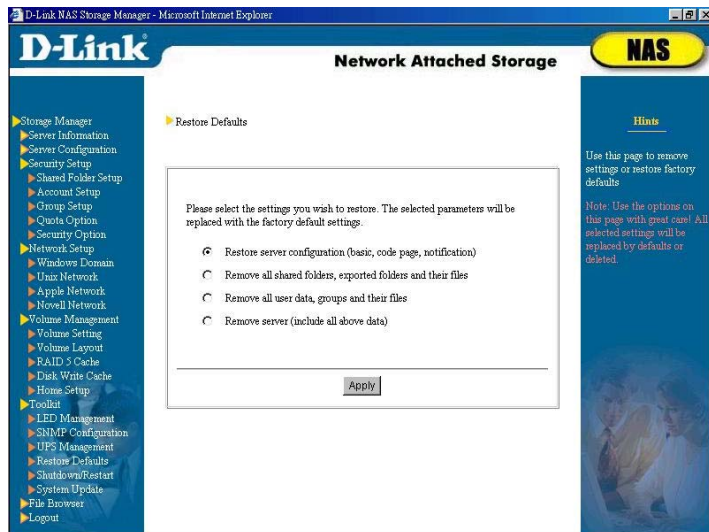 D-Link NAS Storage Manager - Microsoft Internet Explorer
D-Link
Network Attached Storage
NAS
Storage Manager
Server Information
Server Configuration
Security Setup
Shared Folder Setup
Account Setup
Group Setup
Quota Option
Security Option
Network Setup
Windows Domain
Unix Network
Apple Network
Novell Network
Volume Management
Volume Setting
Volume Layout
RAID 5 Cache
Disk Write Cache
Home Setup
Toolkit
LED Management
SNMP Configuration
UPS Management
Restore Defaults
Shutdown/Restart
System Update
File Browser
Logout
Restore Defaults
Please select the settings you wish to restore. The selected parameters will be
replaced with the factory default settings.
Restore server configuration (basic, code page, notification)
Remove all shared folders, exported folders and their files
Remove all user data, groups and their files
Remove server (include all above data)
Apply
Hints
Use this page to remove
settings or restore factory
defaults
Note: Use the options on
this page with great care! All
selected settings will be
replaced by defaults or
deleted.